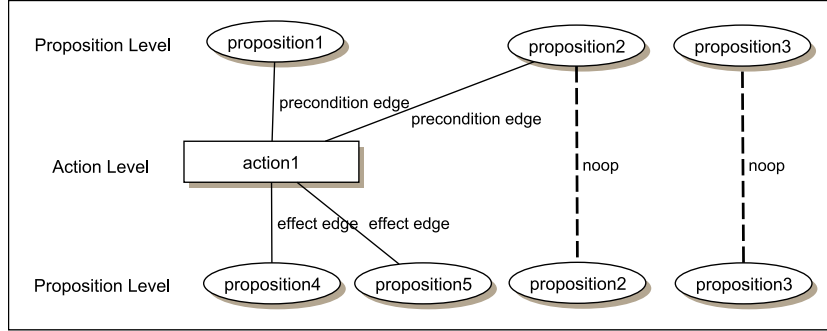 Proposition Level
proposition1
proposition2
proposition3
precondition edge
precondition edge
Action Level
action1
noop
noop
effect edge
effect edge
Proposition Level
proposition4
proposition5
proposition2
proposition3